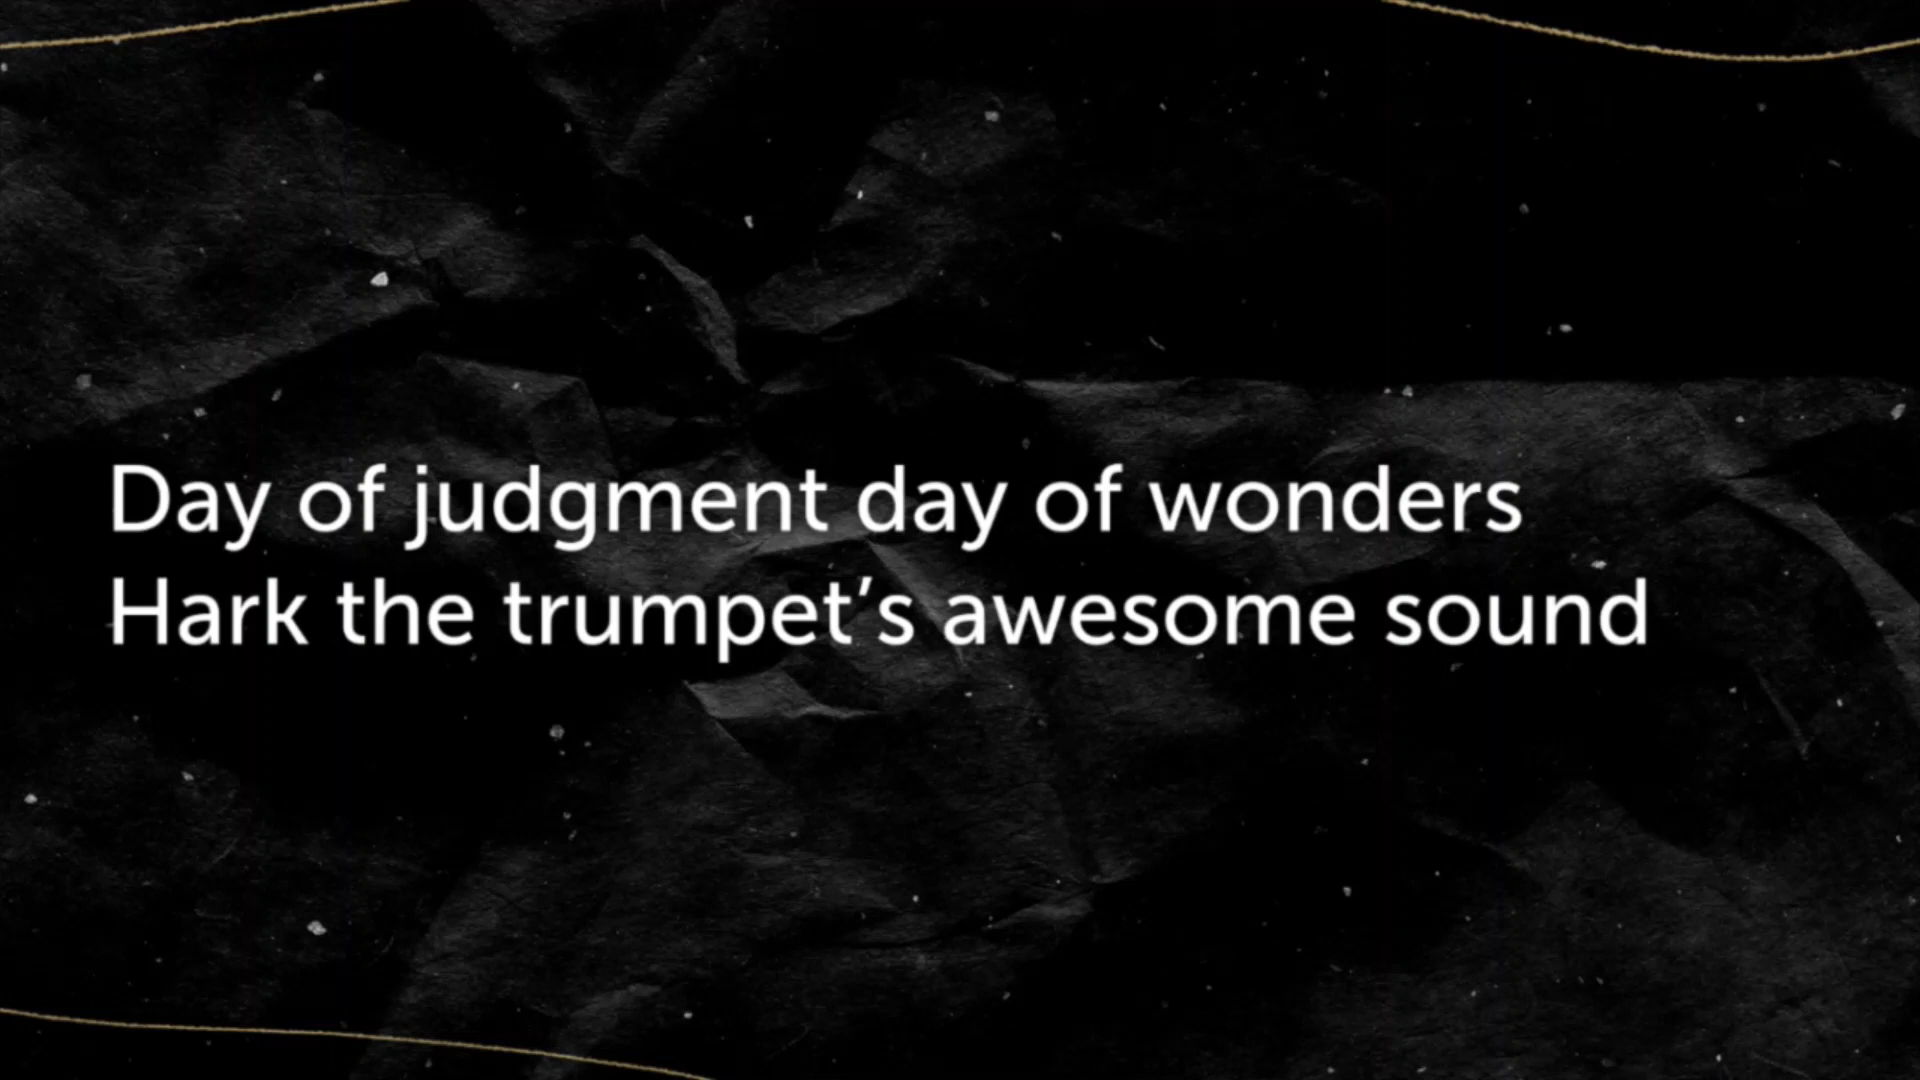 Day of judgment day of wonders
Hark the trumpet’s awesome sound